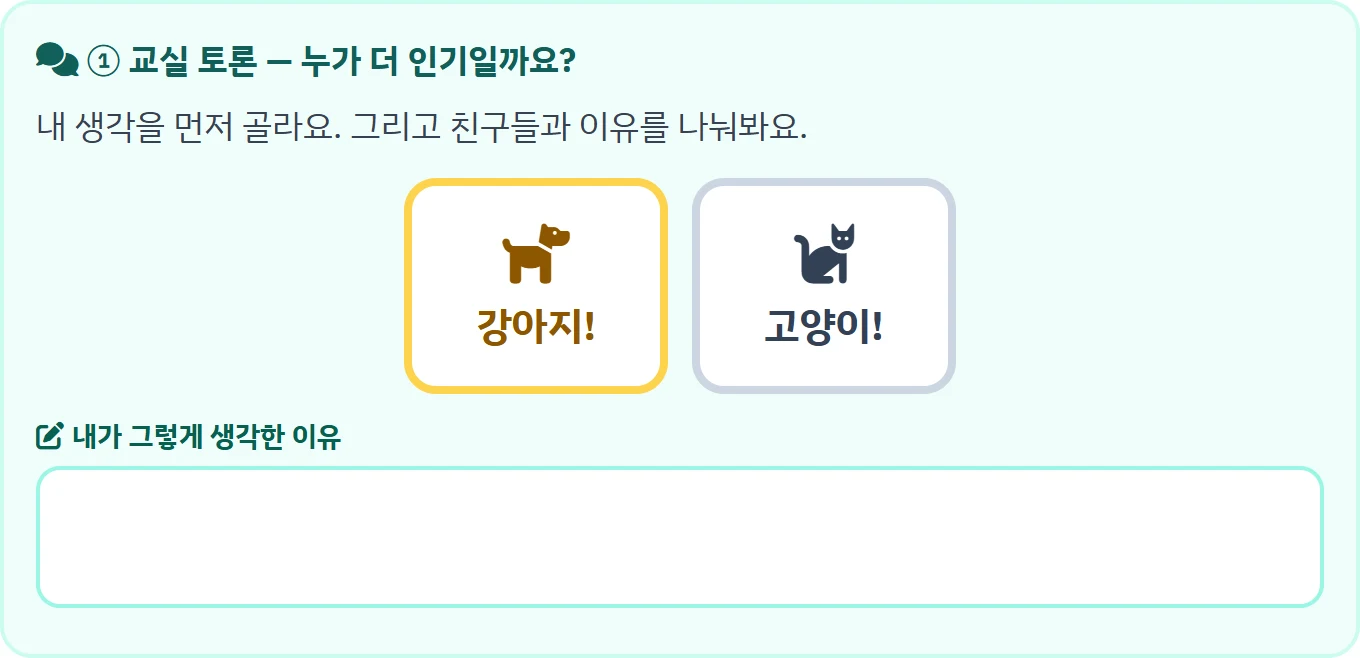 ① 교실 토론 — 누가 더 인기일까요?
내 생각을 먼저 골라요. 그리고 친구들과 이유를 나눠봐요.
강아지!
고양이!
내가 그렇게 생각한 이유